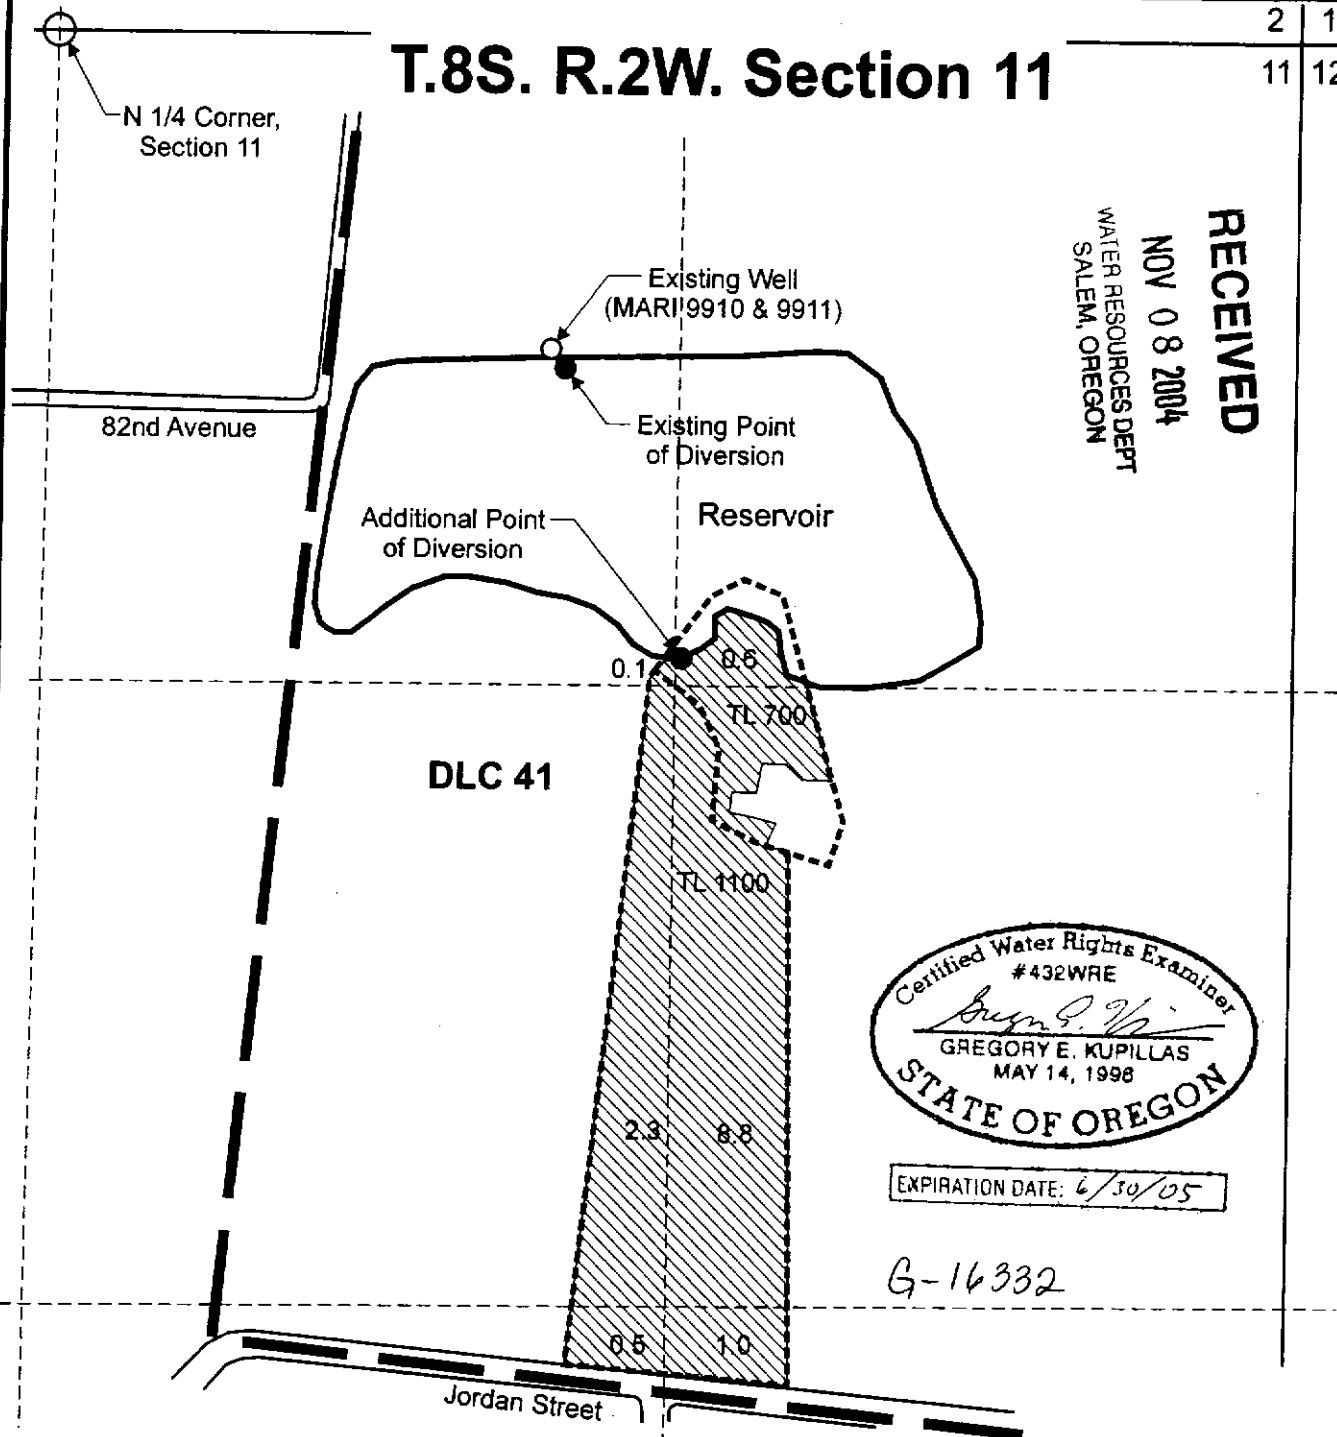 2 1
T.8S. R.2W. Section 11
11 12
N 1/4 Corner,
Section 11
RECEIVED
NOV 08 2004
WATER RESOURCES DEPT
SALEM, OREGON
Existing Well
(MARI 9910 & 9911)
82nd Avenue
Existing Point
of Diversion
Additional Point
of Diversion
Reservoir
0.1
0.6
TL 700
DLC 41
TL 1100
Certified Water Rights Examiner
#432WRE
GREGORY E. KUPILLAS
MAY 14, 1998
STATE OF OREGON
2.3
8.8
EXPIRATION DATE: 6/30/05
G-16332
0.5
1.0
Jordan Street